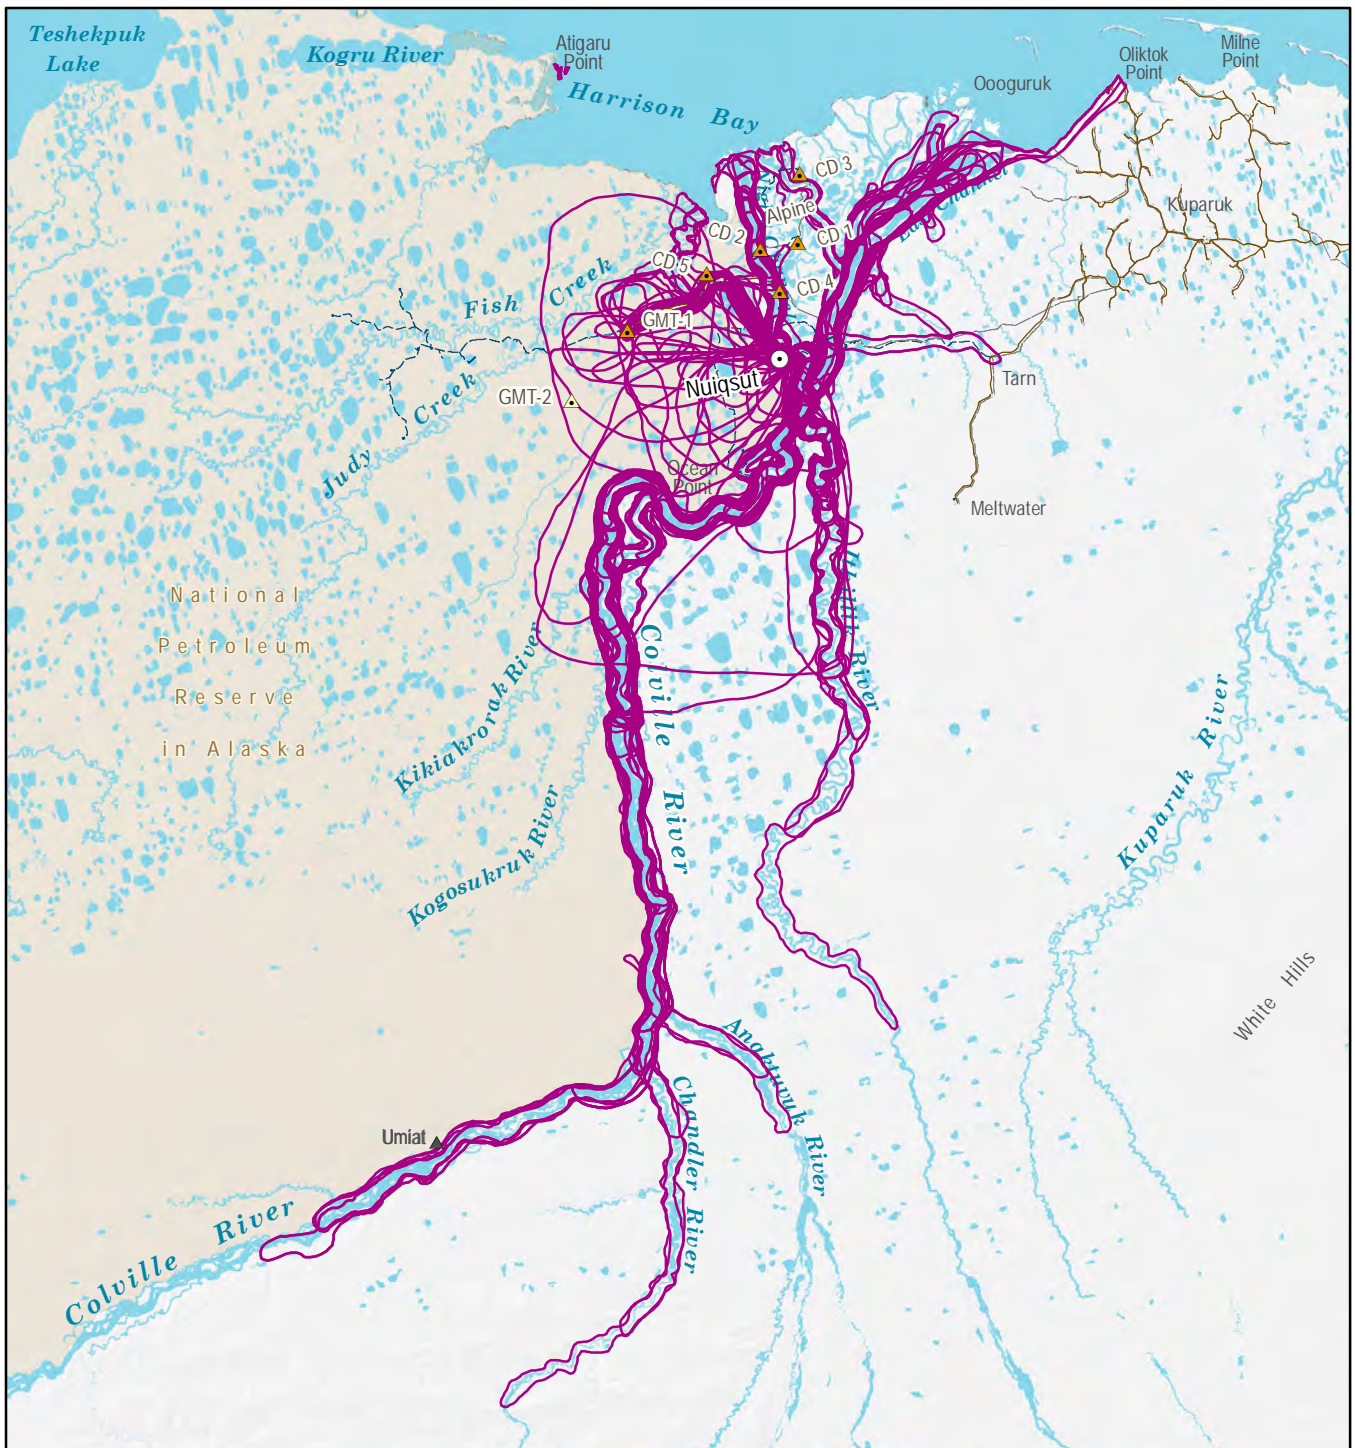 Teshekpuk
Lake
Kogru River
Atigaru
Point
Harrison Bay
Oooguruk
Oliktok
Point
Milne
Point
CD 3
Alpine
CD 2
CD 1
CD 5
CD 4
Kuparuk
Fish Creek
GMT-1
GMT-2
Nuiqsut
Tarn
Judy Creek
Ocean
Point
Meltwater
National
Petroleum
Reserve
in Alaska
Itkillik River
Colville River
Kikiakrorak River
Kogosukruk River
Kuparuk River
White Hills
Anaktuvuk River
Chandler River
Umiat
Colville River